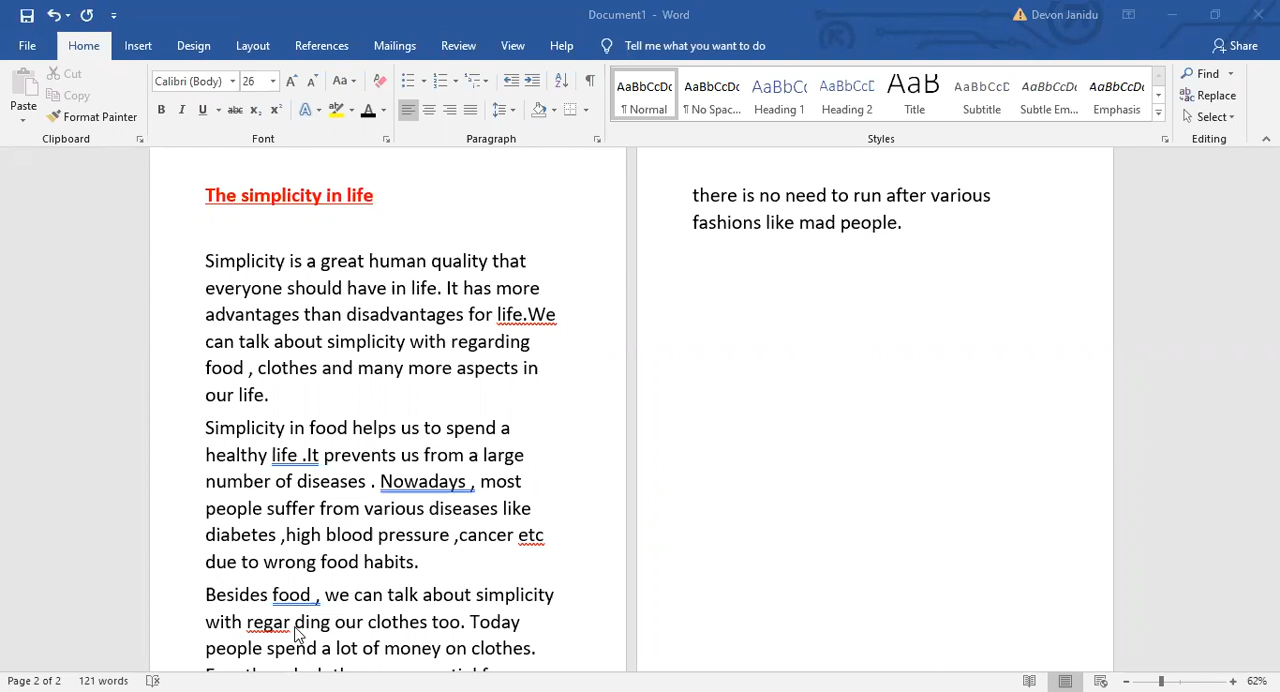 Document1 - Word
Devon Janidu
File Home Insert Design Layout References Mailings Review View Help Tell me what you want to do Share
Paste
Cut
Copy
Format Painter
Clipboard
Calibri (Body) 26
Aa
B I U abc X₂ X²
A
Font
Paragraph
AaBbCcDc
¶ Normal
AaBbCcDc
¶ No Spac...
AaBbCc
Heading 1
AaBbCcD
Heading 2
AaB
Title
AaBbCcD
Subtitle
AaBbCcDc
Subtle Em...
AaBbCcDc
Emphasis
Styles
Find
Replace
Select
Editing
The simplicity in life
Simplicity is a great human quality that
everyone should have in life. It has more
advantages than disadvantages for life.We
can talk about simplicity with regarding
food , clothes and many more aspects in
our life.
Simplicity in food helps us to spend a
healthy life .It prevents us from a large
number of diseases . Nowadays , most
people suffer from various diseases like
diabetes ,high blood pressure ,cancer etc
due to wrong food habits.
Besides food , we can talk about simplicity
with regar ding our clothes too. Today
people spend a lot of money on clothes.
there is no need to run after various
fashions like mad people.
Page 2 of 2 121 words
62%